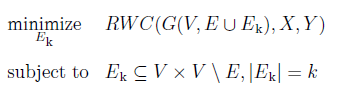 minimize RWC(G(V, E ∪ E_k), X, Y)
E_k
subject to E_k ⊆ V × V \ E, |E_k| = k